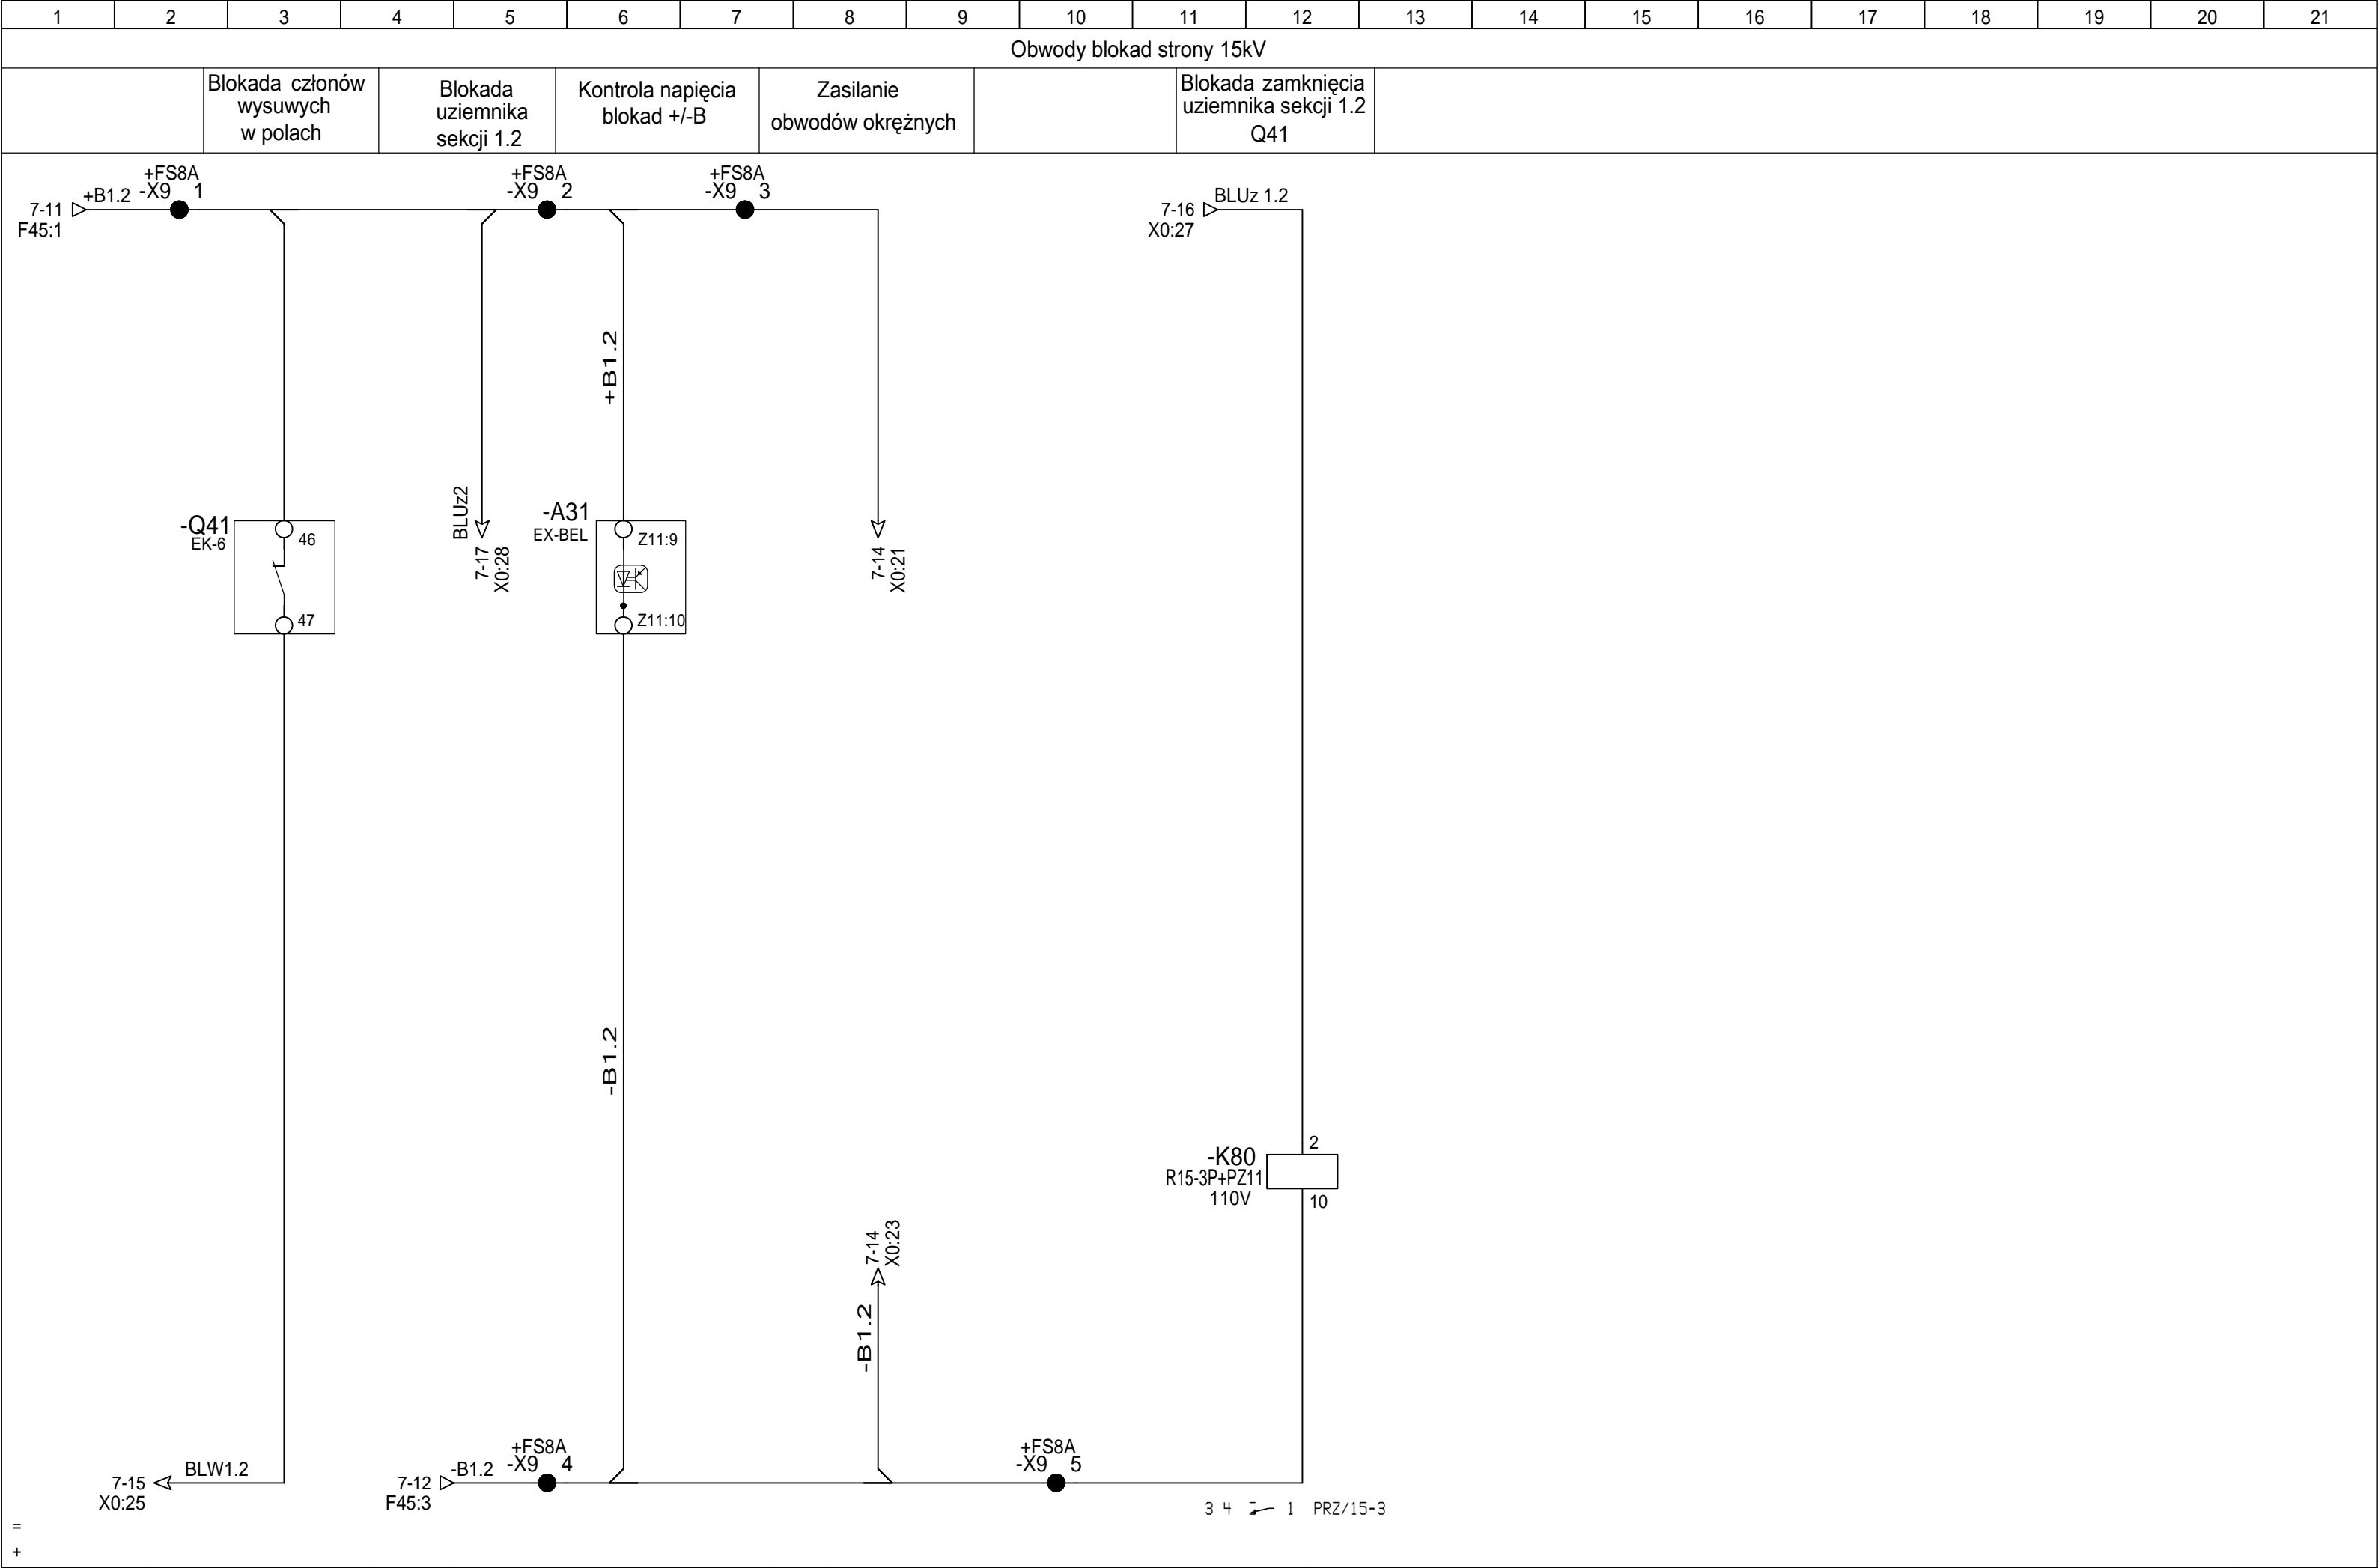 1 2 3 4 5 6 7 8 9 10 11 12 13 14 15 16 17 18 19 20 21
Obwody blokad strony 15kV
Blokada członów
wysuwych
w polach
Blokada
uziemnika
sekcji 1.2
Kontrola napięcia
blokad +/-B
Zasilanie
obwodów okrężnych
Blokada zamknięcia
uziemnika sekcji 1.2
Q41
7-11
F45:1
+B1.2
+FS8A
-X9 1
+FS8A
-X9 2
+FS8A
-X9 3
7-16
X0:27
BLUz 1.2
+B1.2
-Q41
EK-6
46
47
BLUz2
7-17
X0:28
-A31
EX-BEL
Z11:9
Z11:10
7-14
X0:21
-B1.2
-K80
R15-3P+PZ11
110V
2
10
7-14
X0:23
-B1.2
7-15
X0:25
BLW1.2
7-12
F45:3
-B1.2
+FS8A
-X9 4
+FS8A
-X9 5
3 4 1 PRZ/15-3
=
+